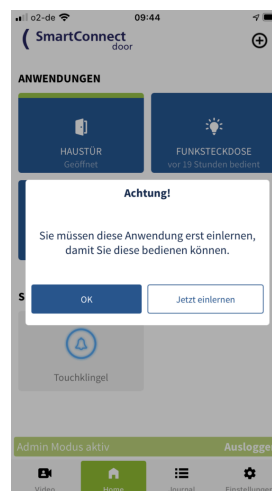 o2-de 09:44
SmartConnect
door
ANWENDUNGEN
HAUSTÜR
Geöffnet
FUNKSTECKDOSE
vor 19 Stunden bedient
Achtung!
Sie müssen diese Anwendung erst einlernen,
damit Sie diese bedienen können.
S
OK
Jetzt einlernen
Touchklingel
Admin Modus aktiv
Auslogge
Video
Home
Journal
Einstellungen